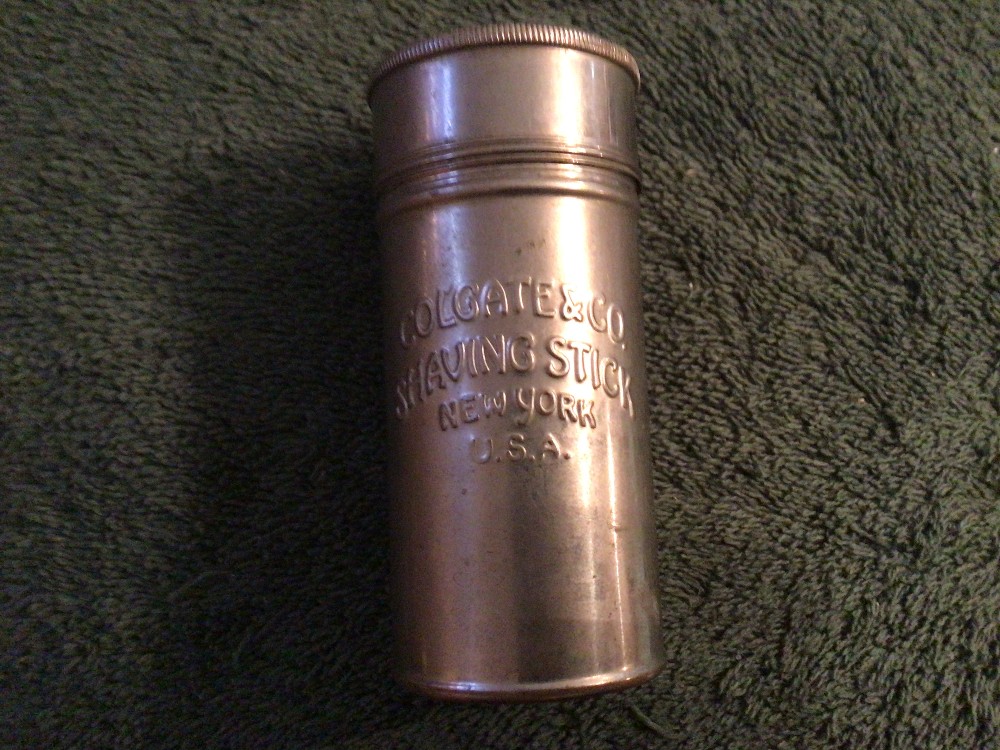 COLGATE & CO.
SHAVING STICK
NEW YORK
U.S.A.